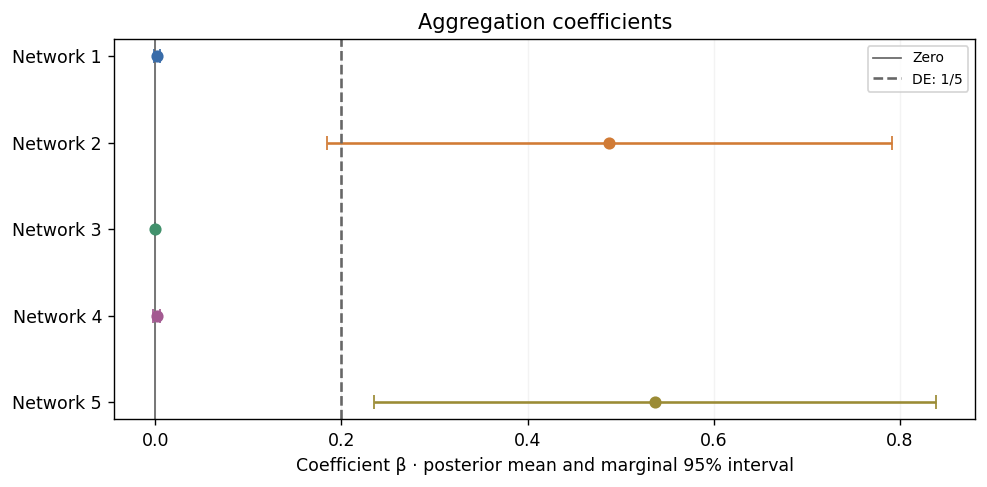 Aggregation coefficients
Network 1
Network 2
Network 3
Network 4
Network 5
Zero
DE: 1/5
0.0 0.2 0.4 0.6 0.8
Coefficient β · posterior mean and marginal 95% interval